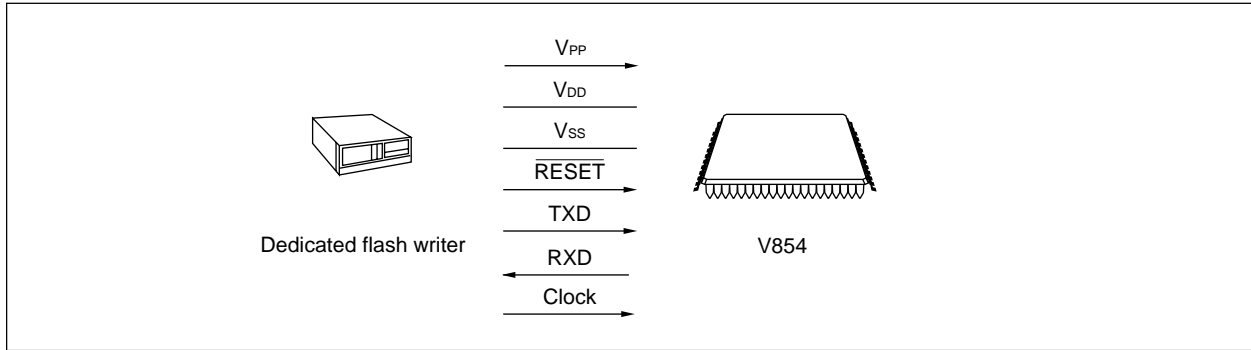 VPP
VDD
VSS
RESET
TXD
Dedicated flash writer
V854
RXD
Clock